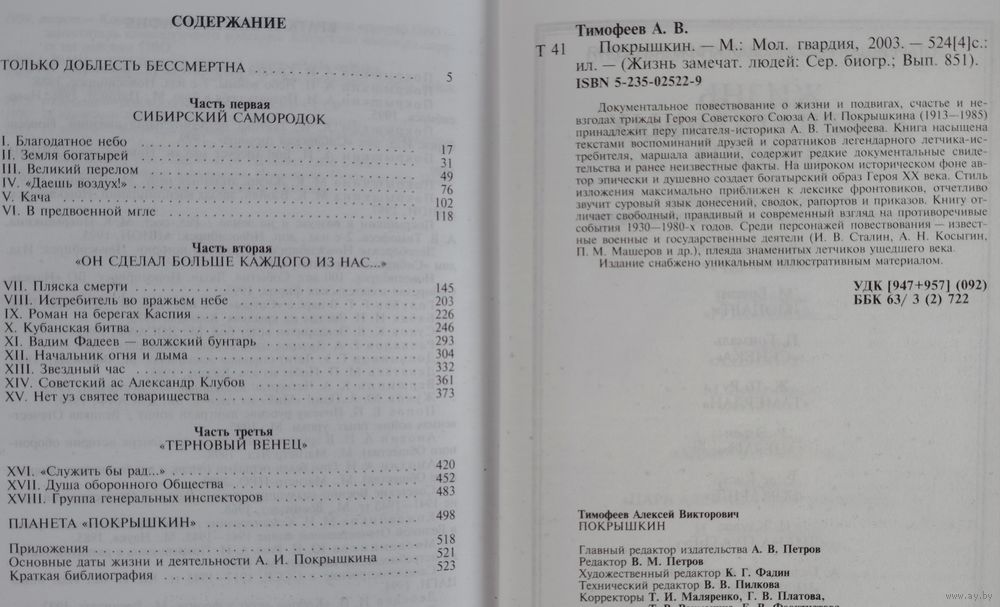 СОДЕРЖАНИЕ
ТОЛЬКО ДОБЛЕСТЬ БЕССМЕРТНА 5
Часть первая
СИБИРСКИЙ САМОРОДОК
I. Благодатное небо 17
II. Земля богатырей 31
III. Великий перелом 49
IV. «Даешь воздух!» 76
V. Кача 102
VI. В предвоенной мгле 118
Часть вторая
«ОН СДЕЛАЛ БОЛЬШЕ КАЖДОГО ИЗ НАС...»
VII. Пляска смерти 145
VIII. Истребитель во вражьем небе 203
IX. Роман на берегах Каспия 226
X. Кубанская битва 246
XI. Вадим Фадеев — волжский бунтарь 293
XII. Начальник огня и дыма 304
XIII. Звездный час 332
XIV. Советский ас Александр Клубов 361
XV. Нет уз святее товарищества 373
Часть третья
«ТЕРНОВЫЙ ВЕНЕЦ»
XVI. «Служить бы рад...» 420
XVII. Душа оборонного Общества 452
XVIII. Группа генеральных инспекторов 483
ПЛАНЕТА «ПОКРЫШКИН» 498
Приложения 518
Основные даты жизни и деятельности А. И. Покрышкина 521
Краткая библиография 523
Тимофеев А. В.
Т 41 Покрышкин. — М.: Мол. гвардия, 2003. — 524[4]с.:
ил. — (Жизнь замечат. людей: Сер. биогр.; Вып. 851).
ISBN 5-235-02522-9
Документальное повествование о жизни и подвигах, счастье и не-
взгодах трижды Героя Советского Союза А. И. Покрышкина (1913—1985)
принадлежит перу писателя-историка А. В. Тимофеева. Книга насыщена
текстами воспоминаний друзей и соратников легендарного летчика-ис-
требителя, маршала авиации, содержит редкие документальные свиде-
тельства и ранее неизвестные факты. На широком историческом фоне ав-
тор эпически и душевно создает богатырский образ Героя XX века. Стиль
изложения максимально приближен к лексике фронтовиков, отчетливо
звучит суровый язык донесений, сводок, рапортов и приказов. Книгу от-
личает свободный, правдивый и современный взгляд на противоречивые
события 1930—1980-х годов. Среди персонажей повествования — извест-
ные военные и государственные деятели (И. В. Сталин, А. Н. Косыгин,
П. М. Машеров и др.), плеяда знаменитых летчиков ушедшего века.
Издание снабжено уникальным иллюстративным материалом.
УДК [947+957] (092)
ББК 63/ 3 (2) 722
Тимофеев Алексей Викторович
ПОКРЫШКИН
Главный редактор издательства А. В. Петров
Редактор В. М. Петров
Художественный редактор К. Г. Фадин
Технический редактор В. В. Пилкова
Корректоры Т. И. Маляренко, Г. В. Платова,
www.ay.by